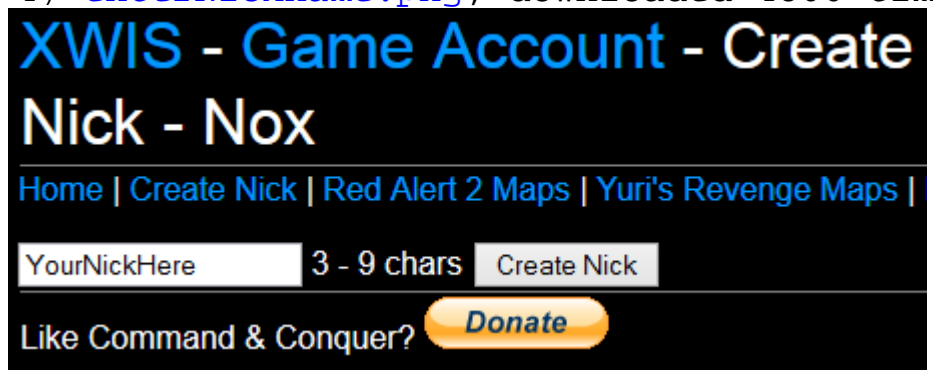 XWIS - Game Account - Create
Nick - Nox
Home | Create Nick | Red Alert 2 Maps | Yuri's Revenge Maps |
YourNickHere 3 - 9 chars Create Nick
Like Command & Conquer? Donate